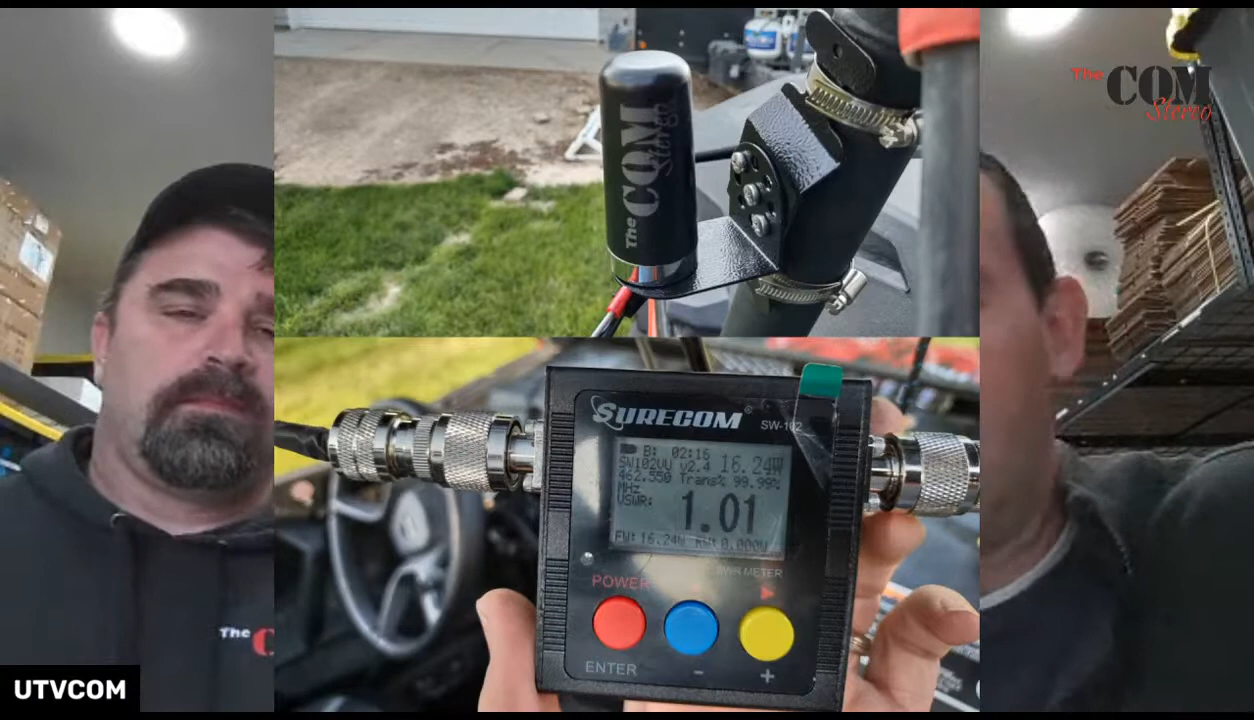 The COM
Stereo
The COM
Stereo
SURECOM®
SW-102
B: 02:16
SW102UV v2.4 16.24W
462.550 Trans% 99.99%
MHz
VSWR: 1.01
FW: 16.24W RW: 0.000W
SWR METER
POWER
ENTER
- +
The C
UTVCOM